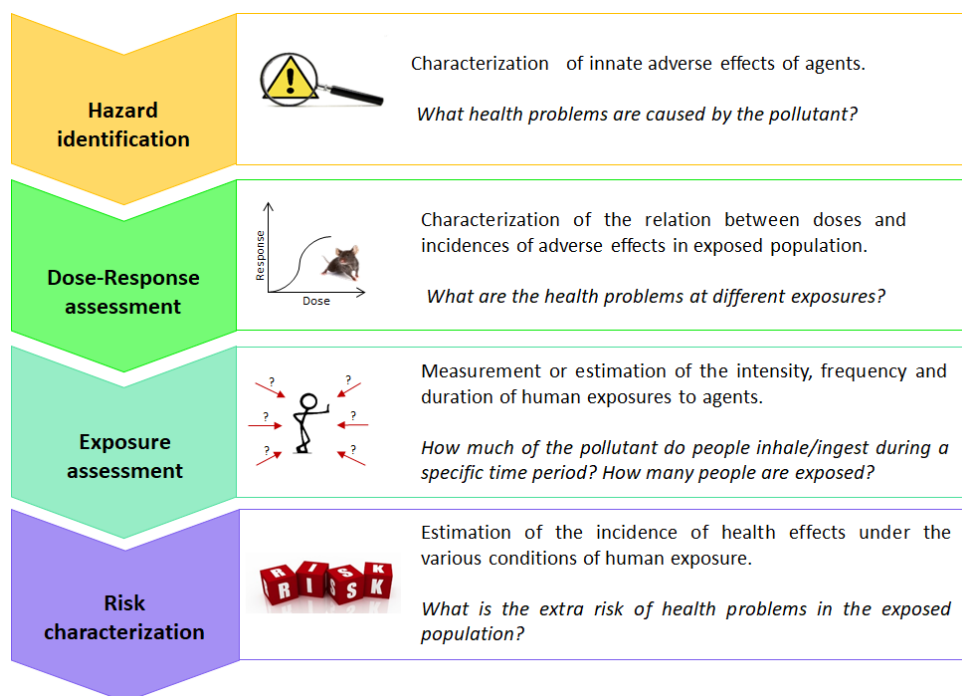 Hazard
identification
Characterization of innate adverse effects of agents.
What health problems are caused by the pollutant?
Dose-Response
assessment
Response
Dose
Characterization of the relation between doses and
incidences of adverse effects in exposed population.
What are the health problems at different exposures?
Exposure
assessment
? ?
? ?
? ?
Measurement or estimation of the intensity, frequency and
duration of human exposures to agents.
How much of the pollutant do people inhale/ingest during a
specific time period? How many people are exposed?
Risk
characterization
R I S K
R I S S K
Estimation of the incidence of health effects under the
various conditions of human exposure.
What is the extra risk of health problems in the exposed
population?